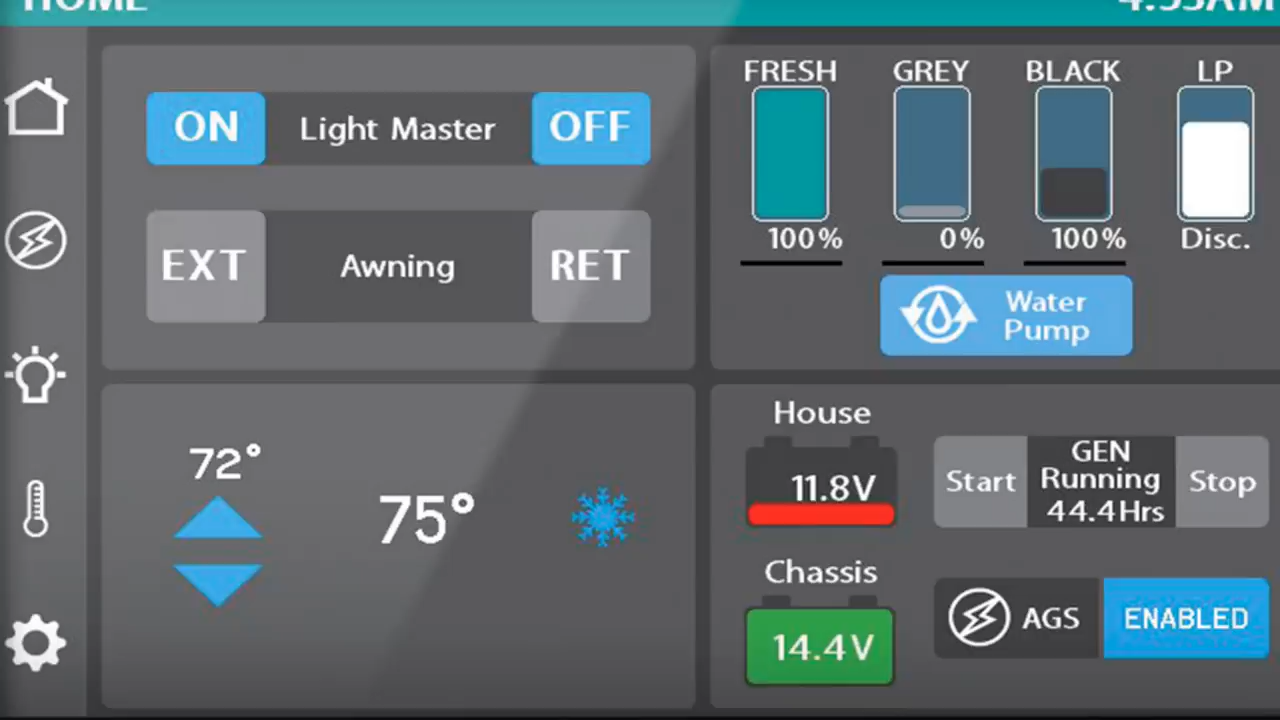 HOME
ON Light Master OFF
EXT Awning RET
FRESH GREY BLACK LP
100% 0% 100% Disc.
Water
Pump
72°
75°
House
11.8V
Start
GEN
Running
44.4Hrs
Stop
Chassis
14.4V
AGS ENABLED